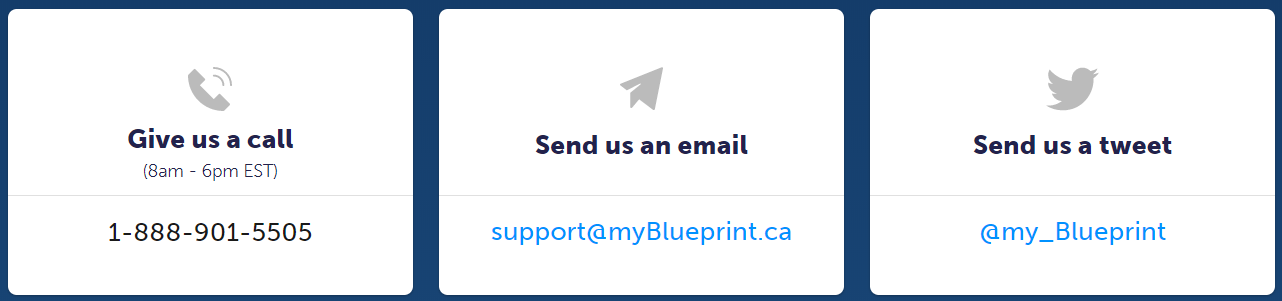 Give us a call
(8am - 6pm EST)
1-888-901-5505
Send us an email
support@myBlueprint.ca
Send us a tweet
@my_Blueprint